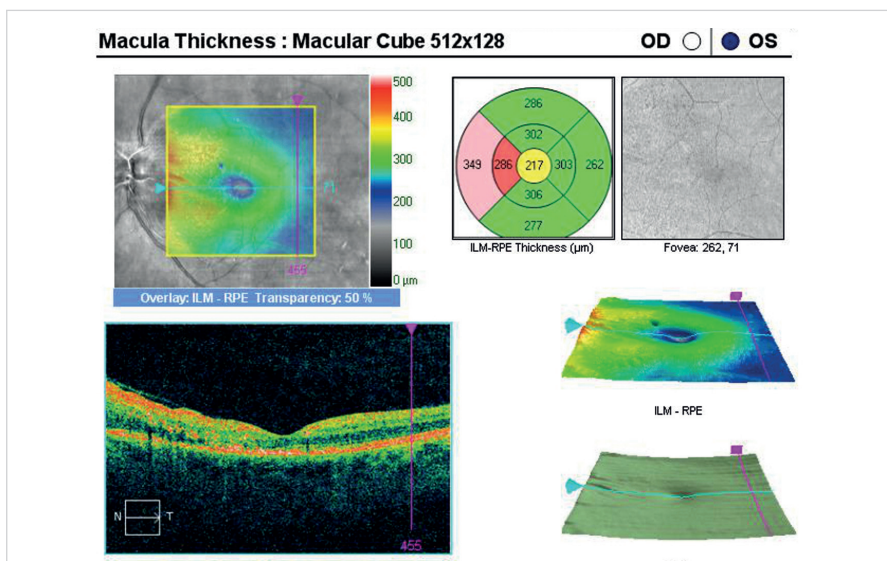 Macula Thickness : Macular Cube 512x128 OD OS
500
400
300
200
100
0 µm
71
455
Overlay: ILM - RPE Transparency: 50 %
286
302
349 286 217 303 262
306
277
ILM-RPE Thickness (µm)
Fovea: 262, 71
N T
455
ILM - RPE